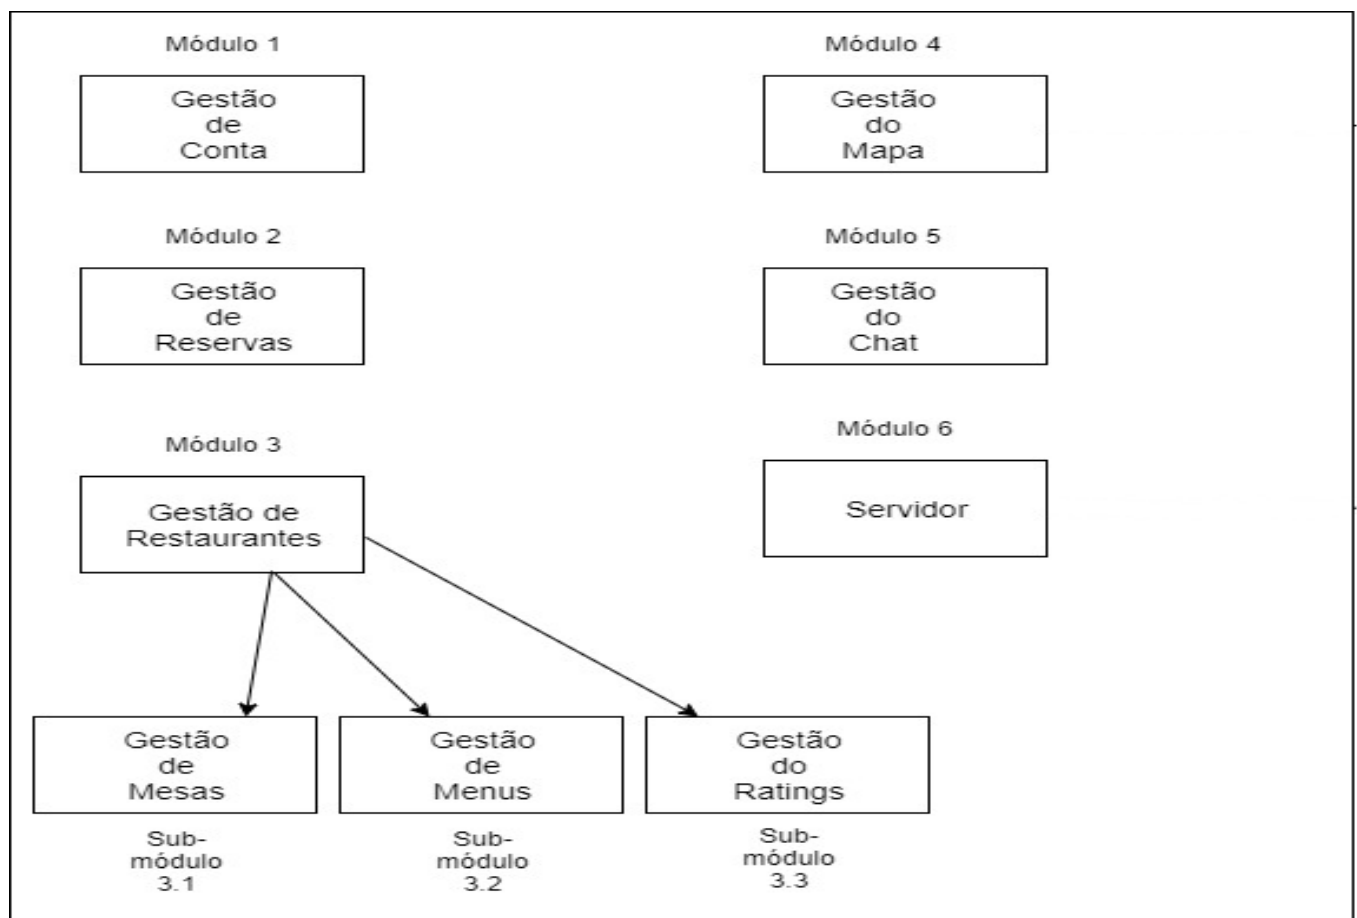 Módulo 1
Gestão
de
Conta
Módulo 4
Gestão
do
Mapa
Módulo 2
Gestão
de
Reservas
Módulo 5
Gestão
do
Chat
Módulo 3
Gestão de
Restaurantes
Módulo 6
Servidor
Gestão
de
Mesas
Sub-
módulo
3.1
Gestão
de
Menus
Sub-
módulo
3.2
Gestão
do
Ratings
Sub-
módulo
3.3